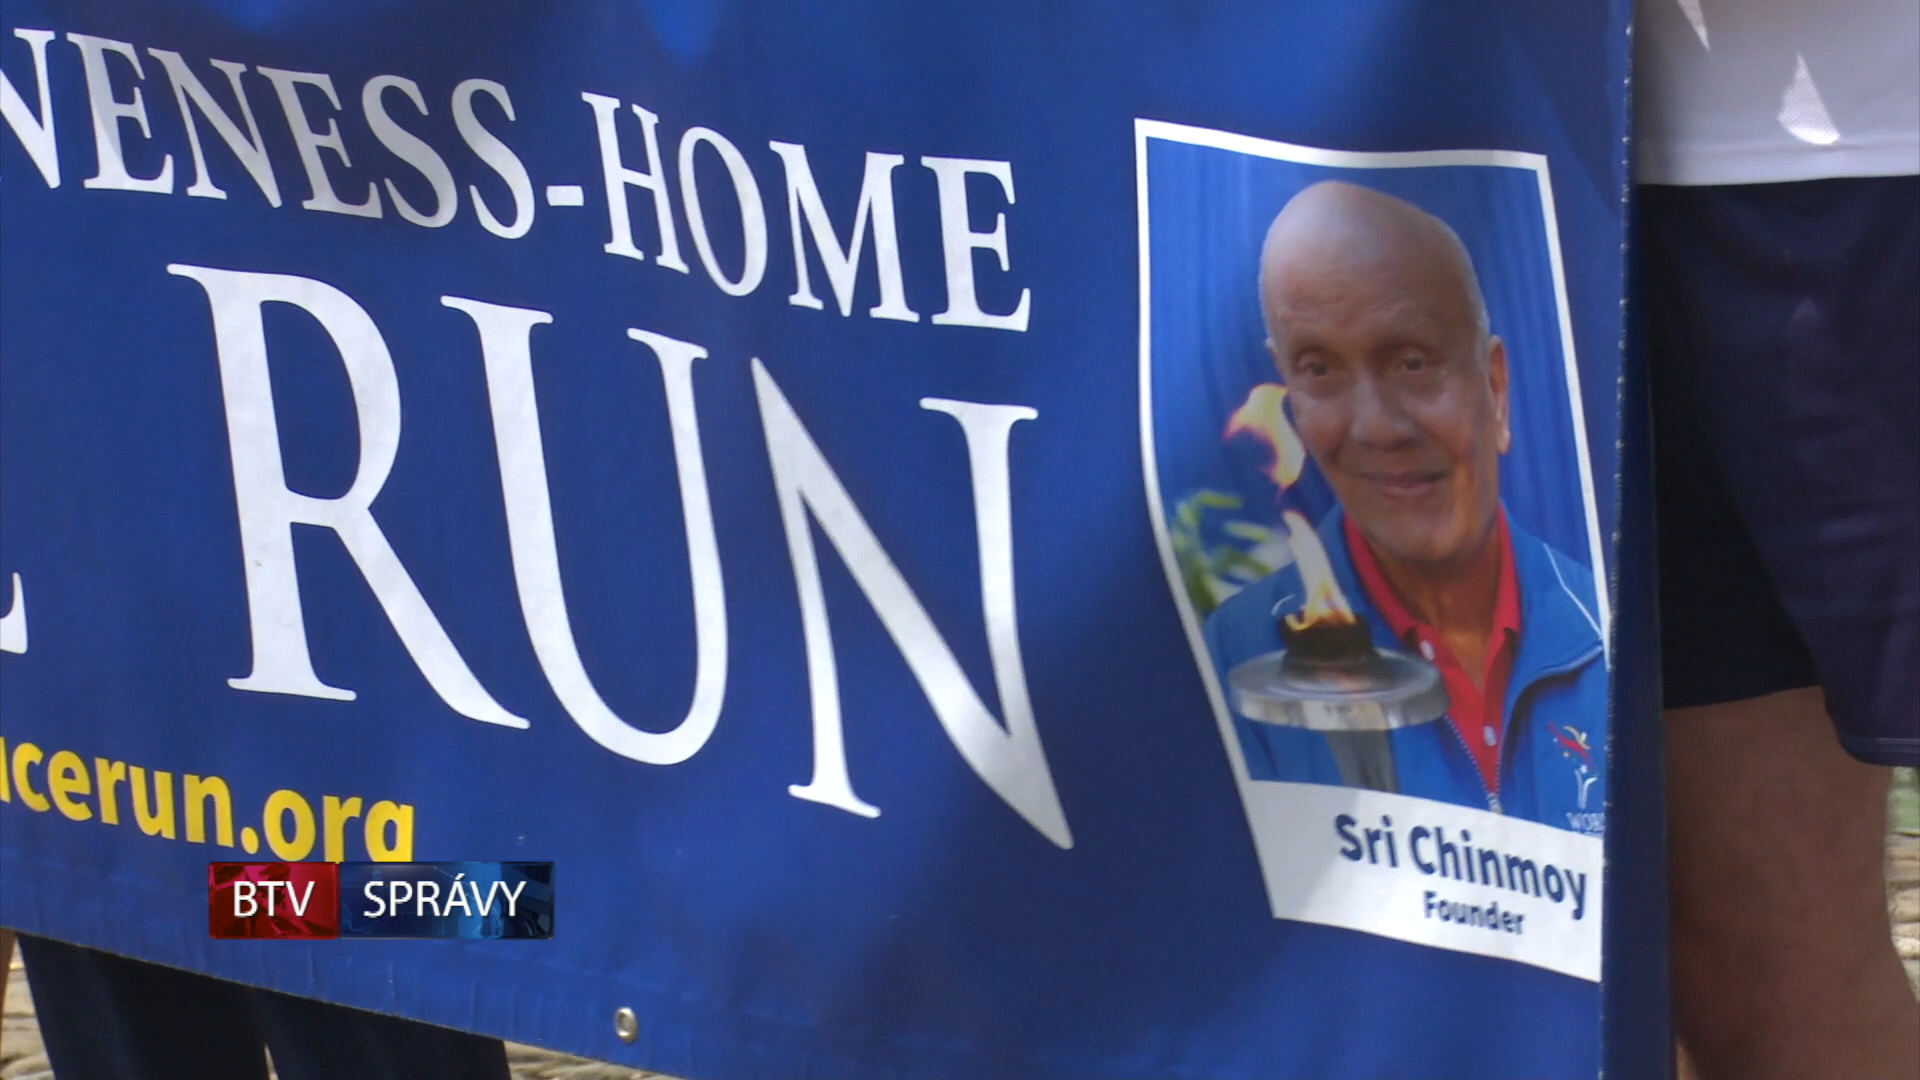 NENESS-HOME
RUN
cerun.org
Sri Chinmoy
Founder
BTV SPRÁVY